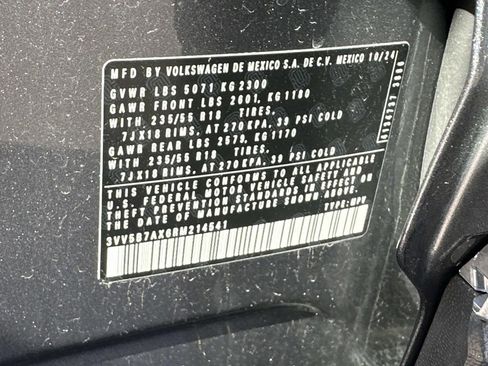 MFD BY VOLKSWAGEN DE MEXICO S.A. DE C.V. MEXICO 10/24
GVWR LBS 5071 KG 2300
GAWR FRONT LBS 2601, KG 1180
WITH 235/55 R18 TIRES,
7JX18 RIMS, AT 270 KPA, 39 PSI COLD
GAWR REAR LBS 2579, KG 1170
WITH 235/55 R18 TIRES,
7JX18 RIMS, AT 270 KPA, 39 PSI COLD
THIS VEHICLE CONFORMS TO ALL APPLICABLE
U.S. FEDERAL MOTOR VEHICLE SAFETY AND
THEFT PREVENTION STANDARDS IN EFFECT ON
THE DATE OF MANUFACTURE SHOWN ABOVE.
TYPE: MPV